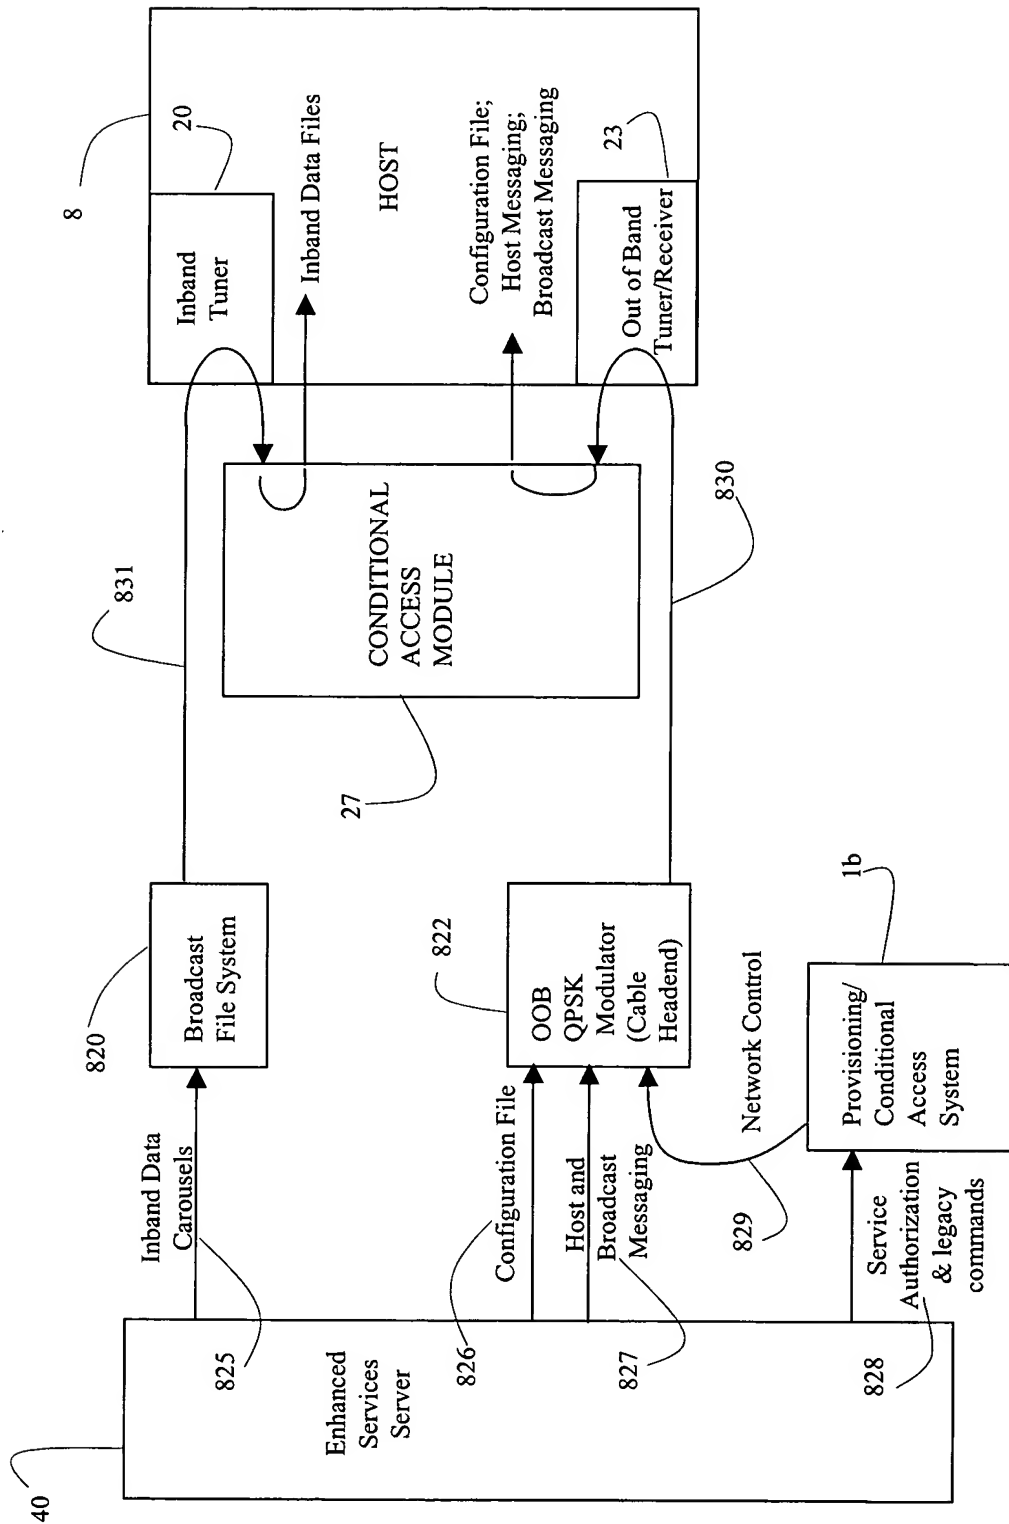 40
Enhanced
Services
Server
825
826
827
828
Inband Data
Carousels
Configuration File
Host and
Broadcast
Messaging
Service
Authorization
& legacy
commands
820
Broadcast
File System
822
OOB
QPSK
Modulator
(Cable
Headend)
Network Control
829
1b
Provisioning/
Conditional
Access
System
831
27
CONDITIONAL
ACCESS
MODULE
830
8
20
Inband
Tuner
Inband Data Files
HOST
Configuration File;
Host Messaging;
Broadcast Messaging
23
Out of Band
Tuner/Receiver